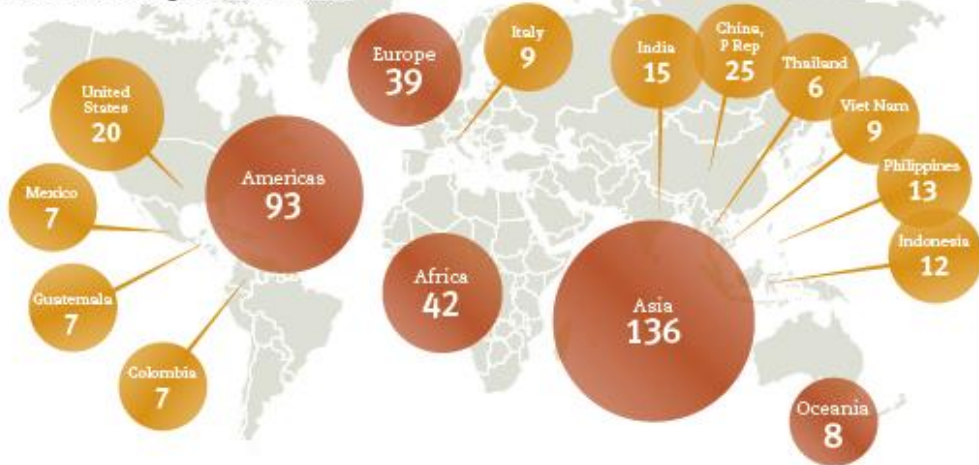 Italy
9
Europe
39
India
15
China,
P Rep
25
Thailand
6
United
States
20
Viet Nam
9
Americas
93
Philippines
13
Mexico
7
Indonesia
12
Africa
42
Guatemala
7
Asia
136
Colombia
7
Oceania
8